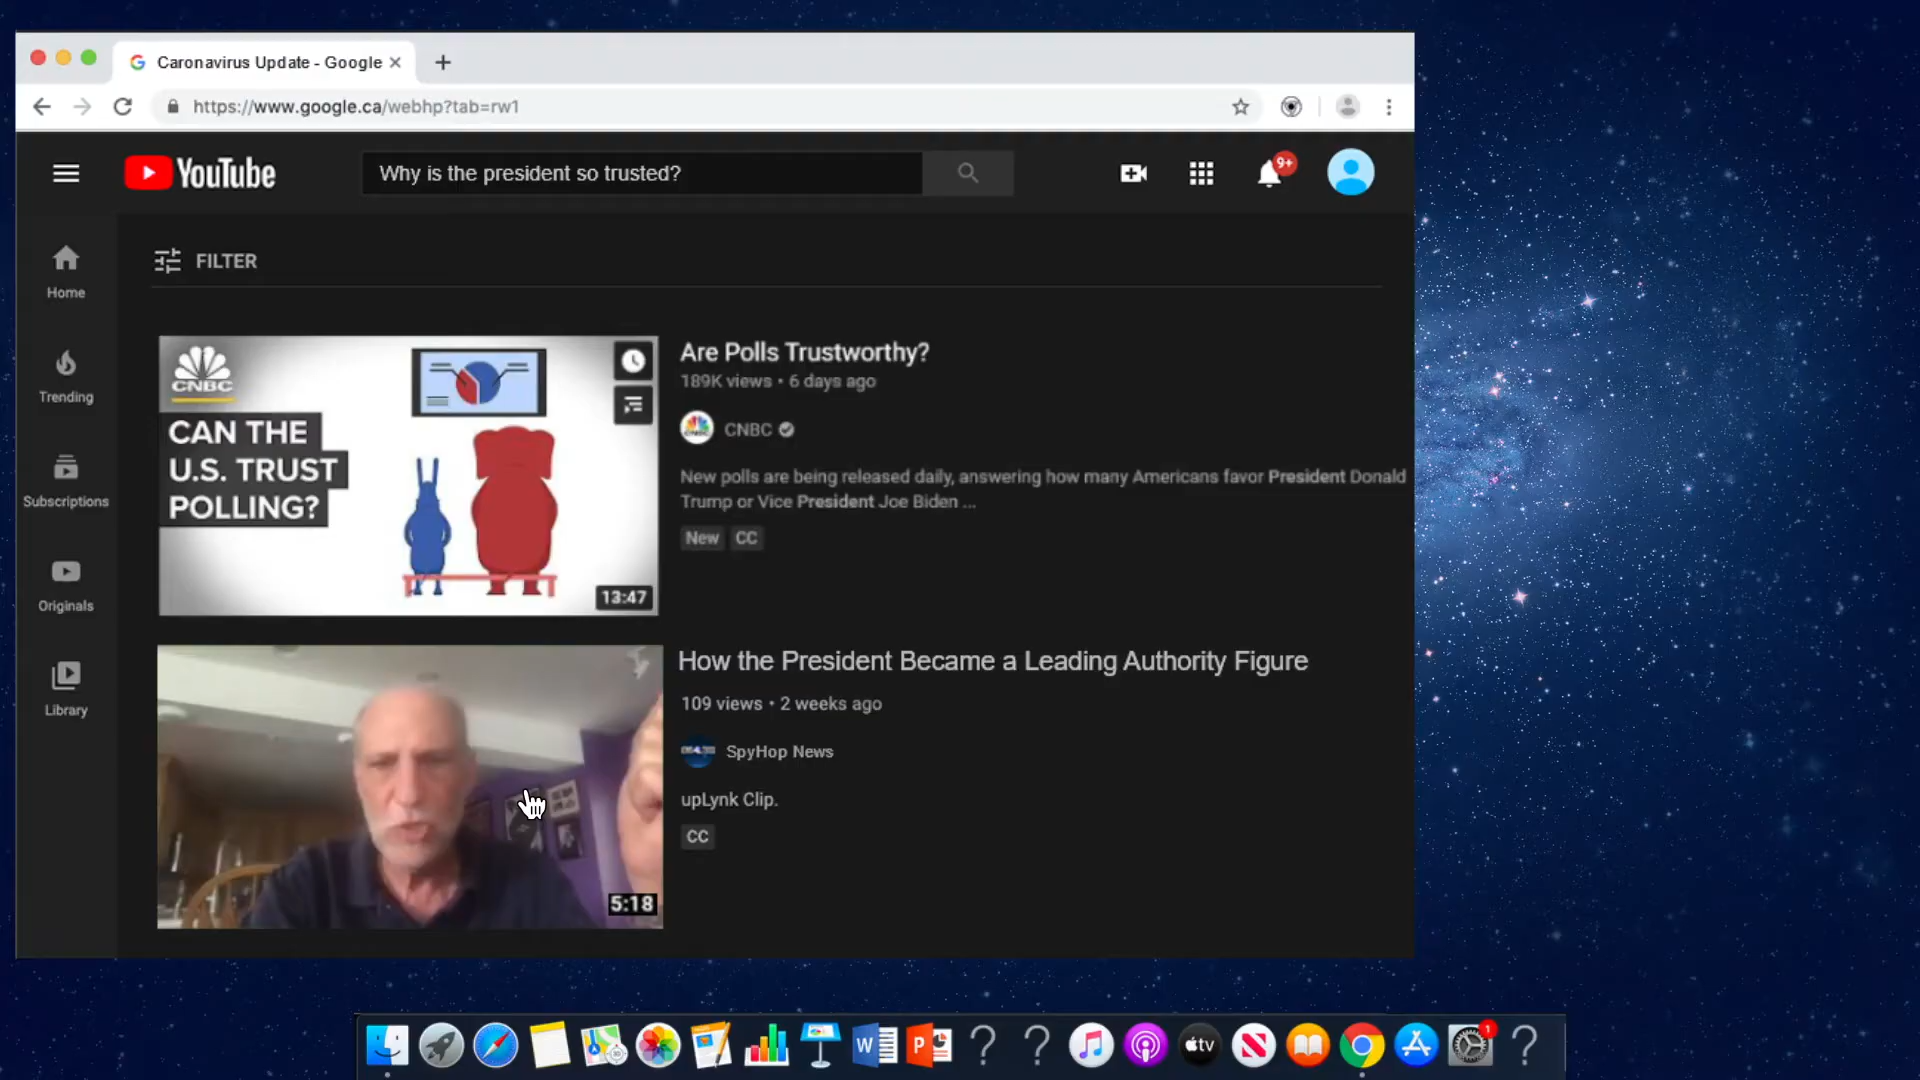 Caronavirus Update - Google
https://www.google.ca/webhp?tab=rw1
YouTube
Why is the president so trusted?
9+
FILTER
Home
Trending
Subscriptions
Originals
Library
CNBC
CAN THE
U.S. TRUST
POLLING?
13:47
Are Polls Trustworthy?
189K views • 6 days ago
CNBC
New polls are being released daily, answering how many Americans favor President Donald
Trump or Vice President Joe Biden ...
New CC
5:18
How the President Became a Leading Authority Figure
109 views • 2 weeks ago
SpyHop News
upLynk Clip.
CC
W P ? ? tv 1 ?